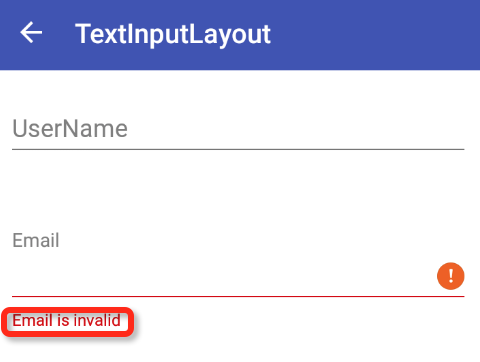 TextInputLayout
UserName
Email
Email is invalid